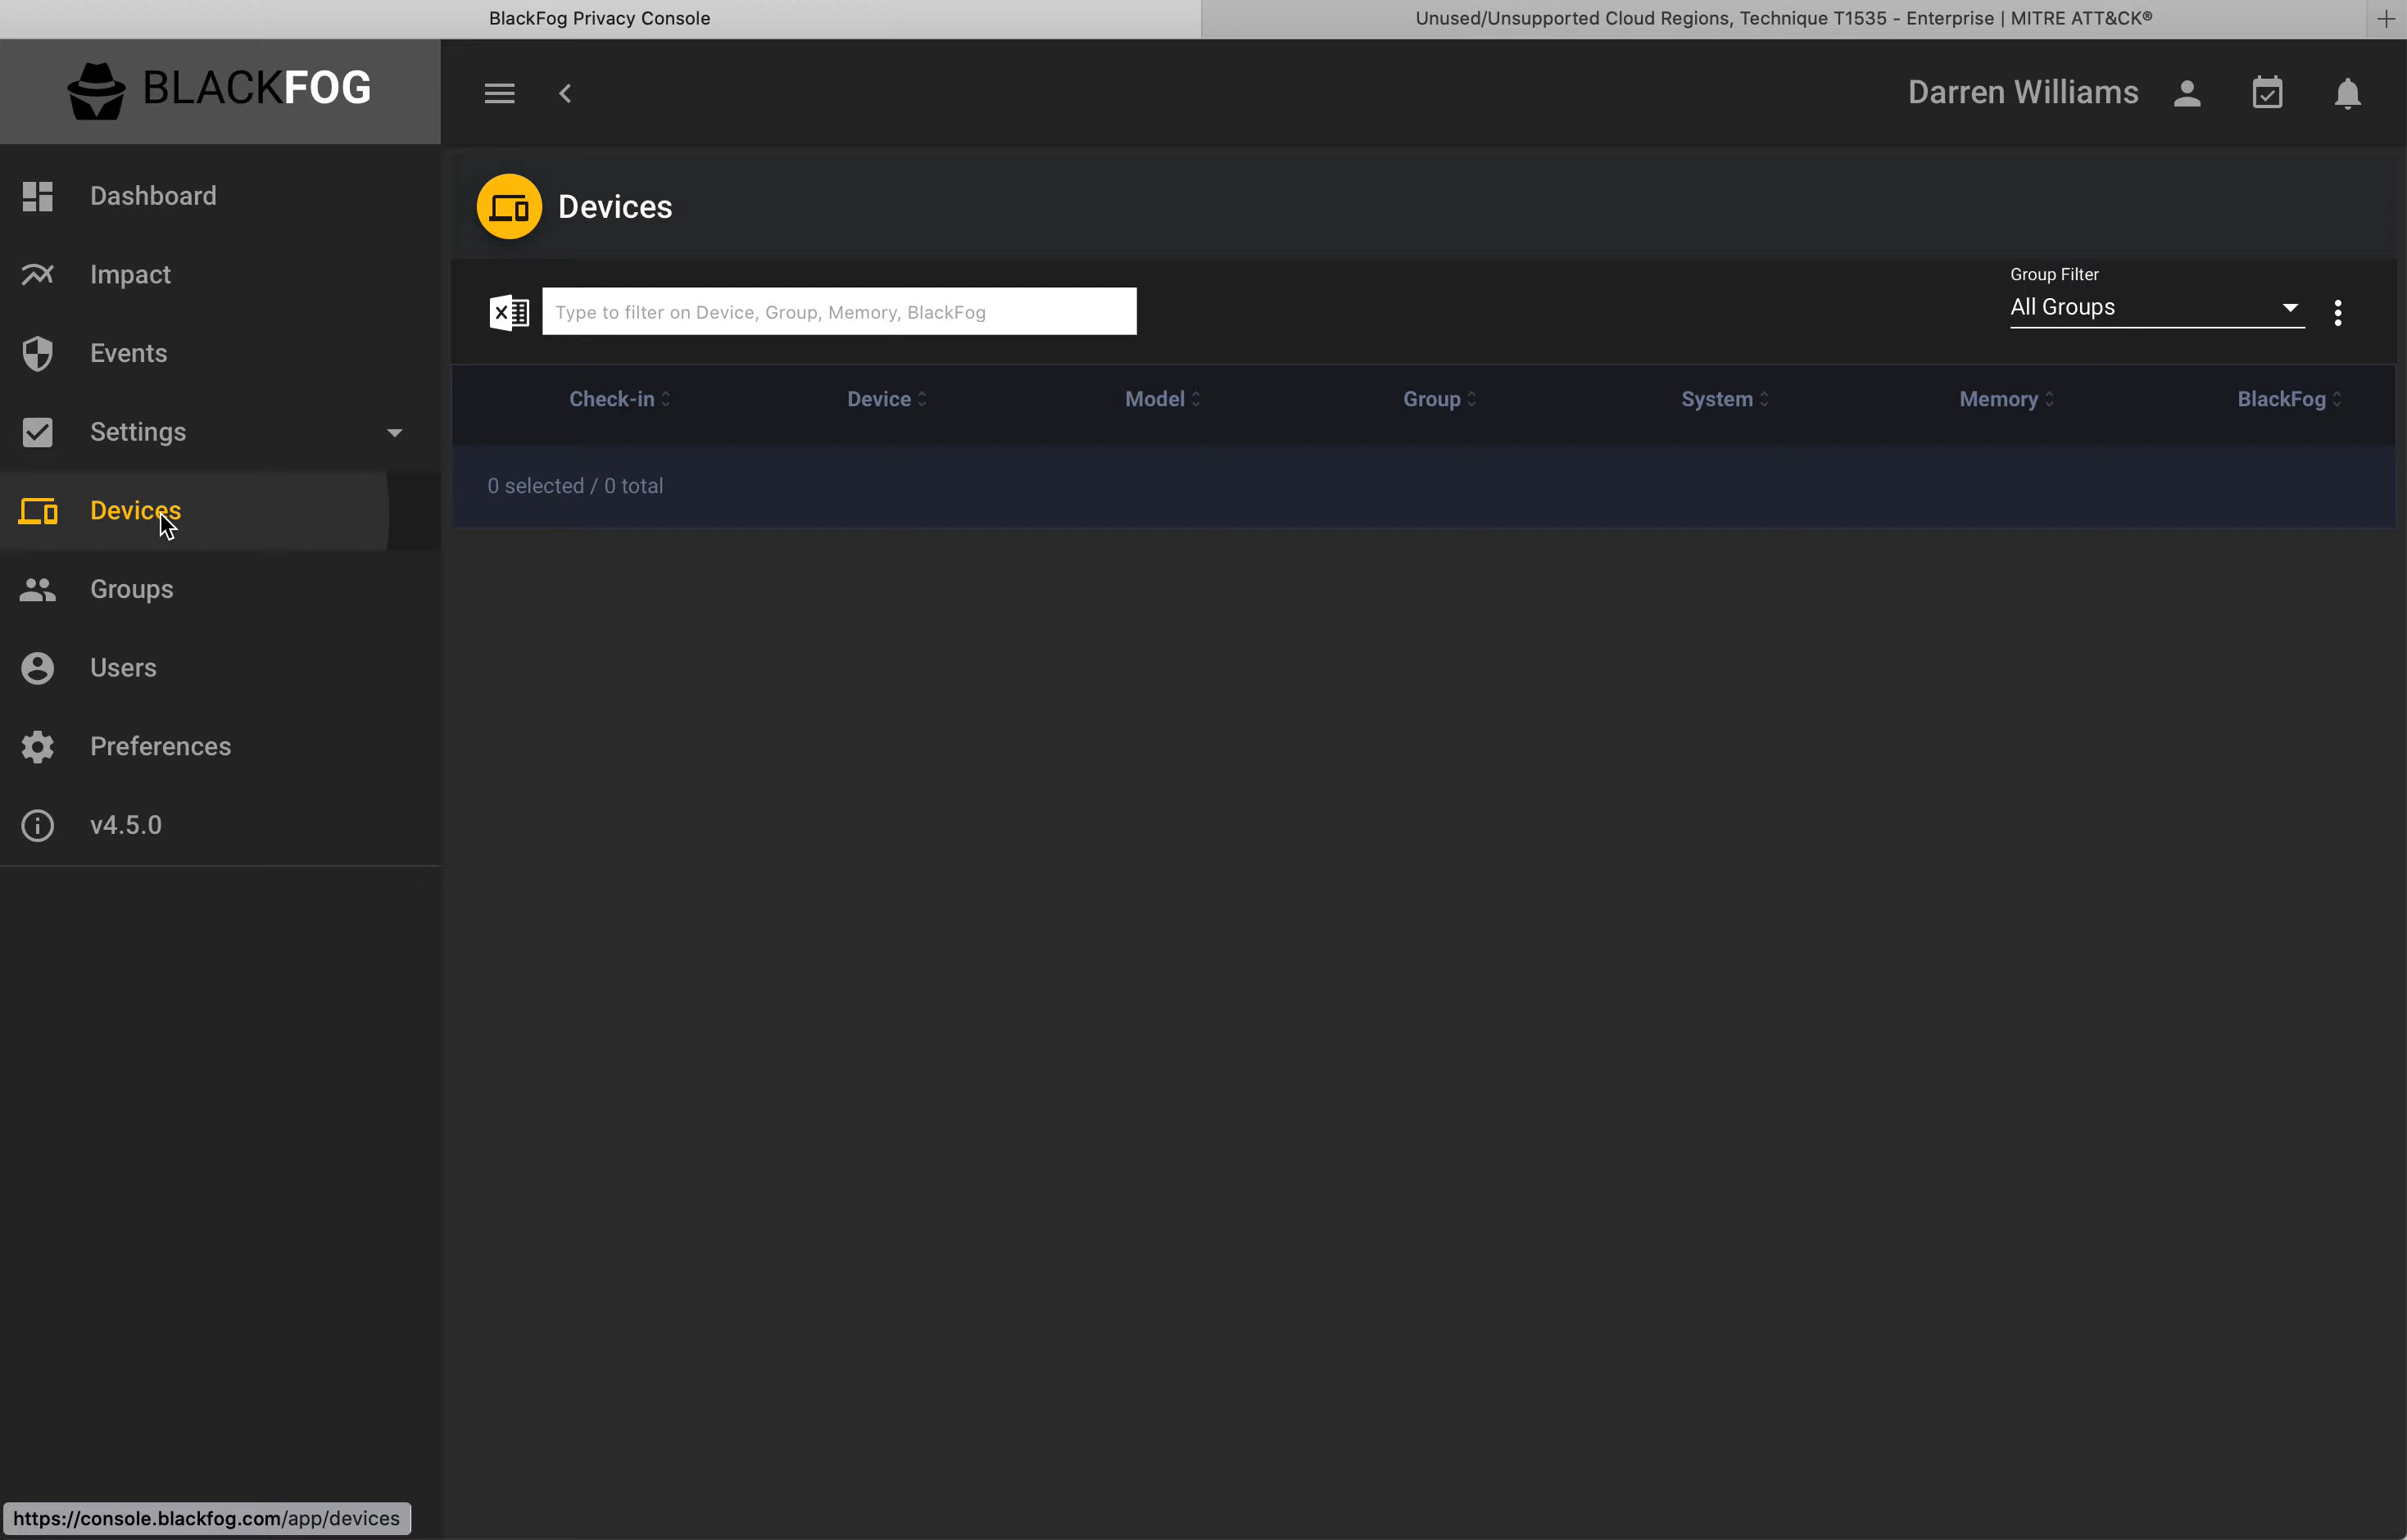 BlackFog Privacy Console
Unused/Unsupported Cloud Regions, Technique T1535 - Enterprise | MITRE ATT&CK®
BLACKFOG
Darren Williams
Dashboard
Impact
Events
Settings
Devices
Groups
Users
Preferences
v4.5.0
Devices
Type to filter on Device, Group, Memory, BlackFog
Group Filter
All Groups
Check-in Device Model Group System Memory BlackFog
0 selected / 0 total
https://console.blackfog.com/app/devices